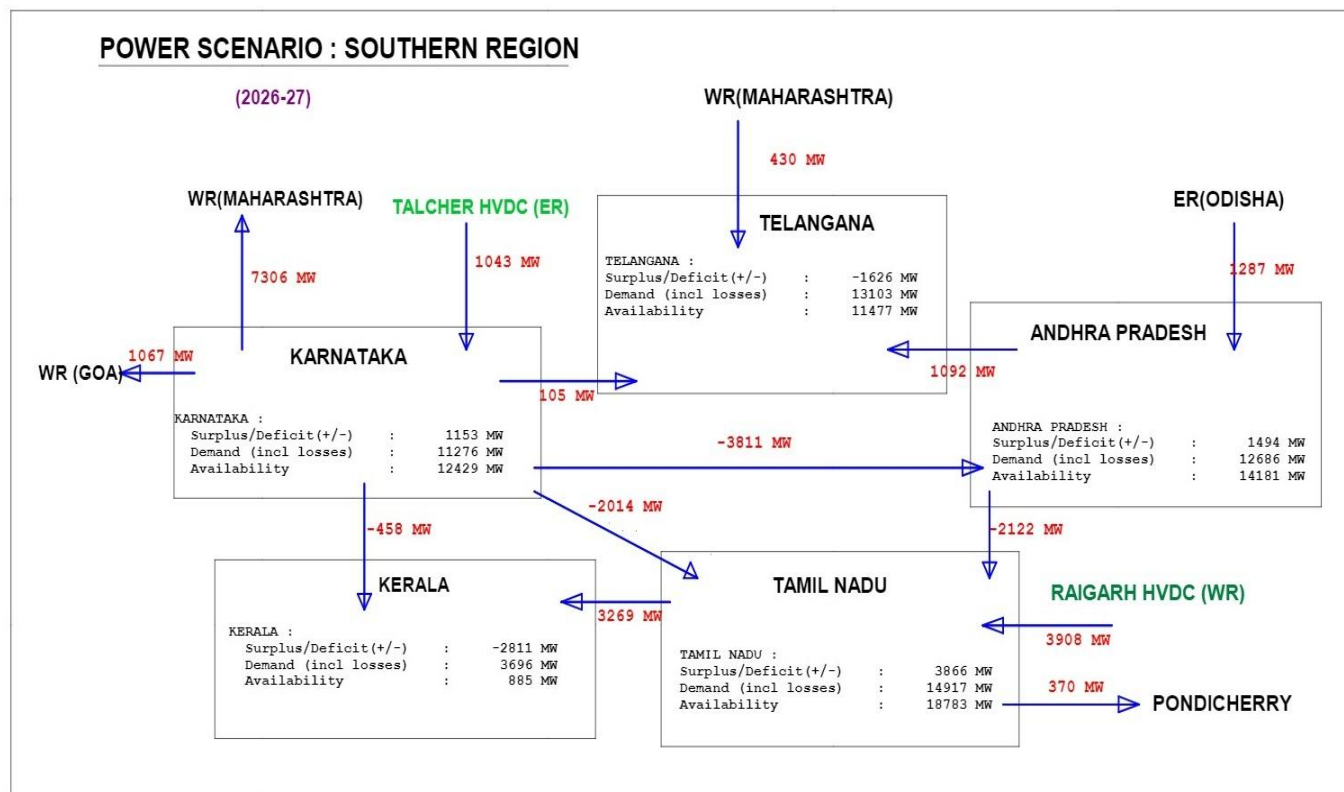 POWER SCENARIO : SOUTHERN REGION
(2026-27)
WR(MAHARASHTRA)
430 MW
WR(MAHARASHTRA)
TALCHER HVDC (ER)
ER(ODISHA)
7306 MW
1043 MW
1287 MW
TELANGANA
TELANGANA :
Surplus/Deficit(+/-) : -1626 MW
Demand (incl losses) : 13103 MW
Availability : 11477 MW
1067 MW
WR (GOA)
KARNATAKA
105 MW
1092 MW
ANDHRA PRADESH
KARNATAKA :
Surplus/Deficit(+/-) : 1153 MW
Demand (incl losses) : 11276 MW
Availability : 12429 MW
-3811 MW
ANDHRA PRADESH :
Surplus/Deficit(+/-) : 1494 MW
Demand (incl losses) : 12686 MW
Availability : 14181 MW
-458 MW
-2014 MW
-2122 MW
KERALA
KERALA :
Surplus/Deficit(+/-) : -2811 MW
Demand (incl losses) : 3696 MW
Availability : 885 MW
3269 MW
TAMIL NADU
RAIGARH HVDC (WR)
3908 MW
TAMIL NADU :
Surplus/Deficit(+/-) : 3866 MW
Demand (incl losses) : 14917 MW
Availability : 18783 MW
370 MW
PONDICHERRY